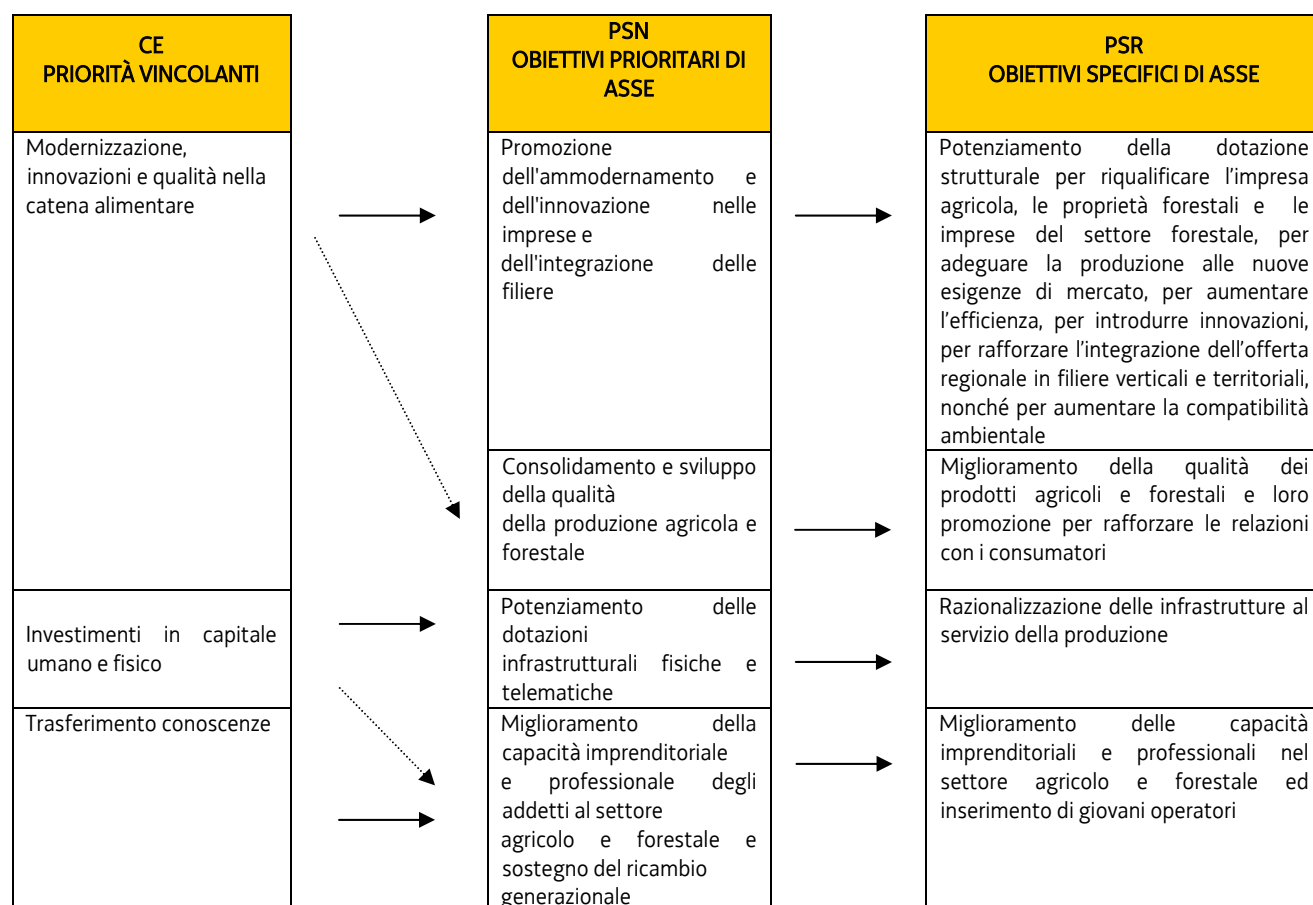 CE
PRIORITÀ VINCOLANTI
PSN
OBIETTIVI PRIORITARI DI
ASSE
PSR
OBIETTIVI SPECIFICI DI ASSE
Modernizzazione,
innovazioni e qualità nella
catena alimentare
Promozione
dell'ammodernamento e
dell'innovazione nelle
imprese e
dell'integrazione delle
filiere
Potenziamento della dotazione
strutturale per riqualificare l’impresa
agricola, le proprietà forestali e le
imprese del settore forestale, per
adeguare la produzione alle nuove
esigenze di mercato, per aumentare
l’efficienza, per introdurre innovazioni,
per rafforzare l’integrazione dell’offerta
regionale in filiere verticali e territoriali,
nonché per aumentare la compatibilità
ambientale
Consolidamento e sviluppo
della qualità
della produzione agricola e
forestale
Miglioramento della qualità dei
prodotti agricoli e forestali e loro
promozione per rafforzare le relazioni
con i consumatori
Investimenti in capitale
umano e fisico
Potenziamento delle
dotazioni
infrastrutturali fisiche e
telematiche
Razionalizzazione delle infrastrutture al
servizio della produzione
Trasferimento conoscenze
Miglioramento della
capacità imprenditoriale
e professionale degli
addetti al settore
agricolo e forestale e
sostegno del ricambio
generazionale
Miglioramento delle capacità
imprenditoriali e professionali nel
settore agricolo e forestale ed
inserimento di giovani operatori